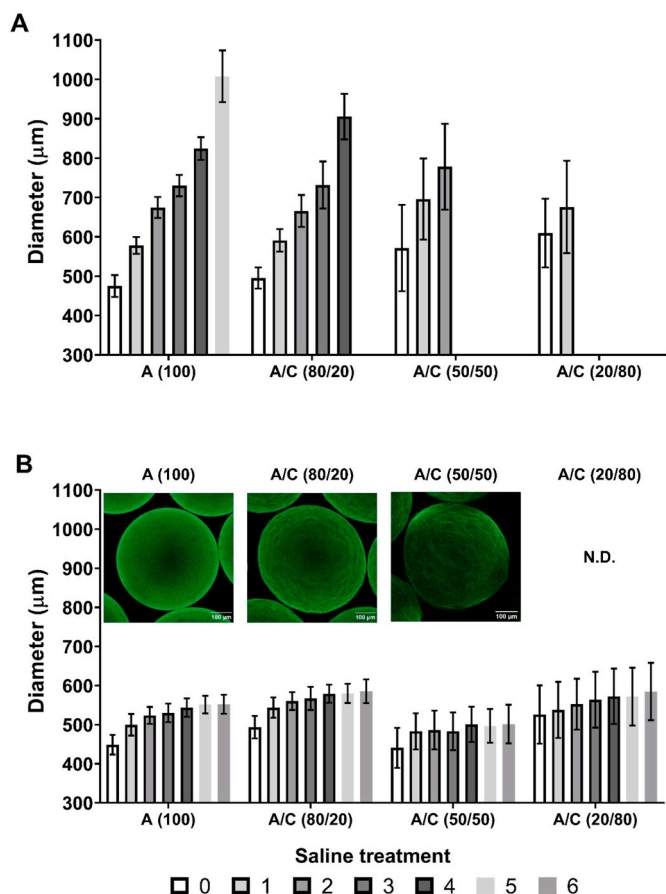 A
1100
1000
900
800
700
600
500
400
300
Diameter (μm)
A (100) A/C (80/20) A/C (50/50) A/C (20/80)
B
A (100) A/C (80/20) A/C (50/50) A/C (20/80)
1100
1000
900
800
700
600
500
400
300
Diameter (μm)
100 μm 100 μm 100 μm
N.D.
A (100) A/C (80/20) A/C (50/50) A/C (20/80)
Saline treatment
0 1 2 3 4 5 6